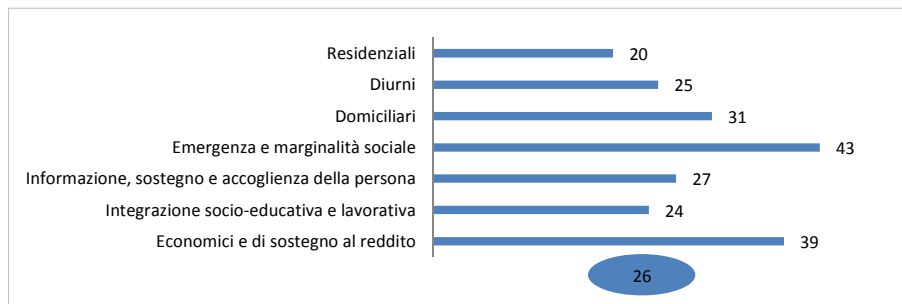 Residenziali 20
Diurni 25
Domiciliari 31
Emergenza e marginalità sociale 43
Informazione, sostegno e accoglienza della persona 27
Integrazione socio-educativa e lavorativa 24
Economici e di sostegno al reddito 39
26